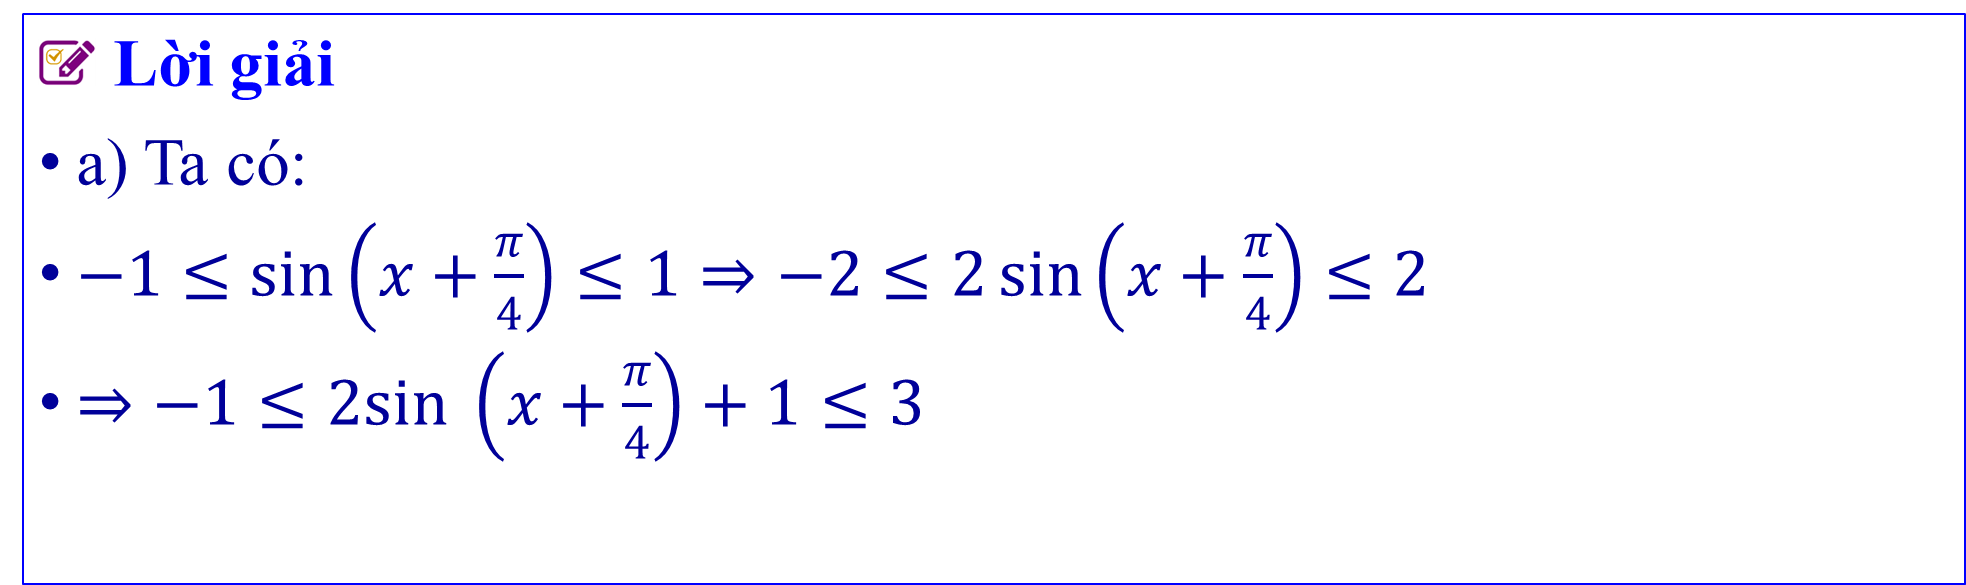 Lời giải
• a) Ta có:
• −1 ≤ sin(x + π/4) ≤ 1 ⇒ −2 ≤ 2 sin(x + π/4) ≤ 2
• ⇒ −1 ≤ 2sin (x + π/4) + 1 ≤ 3